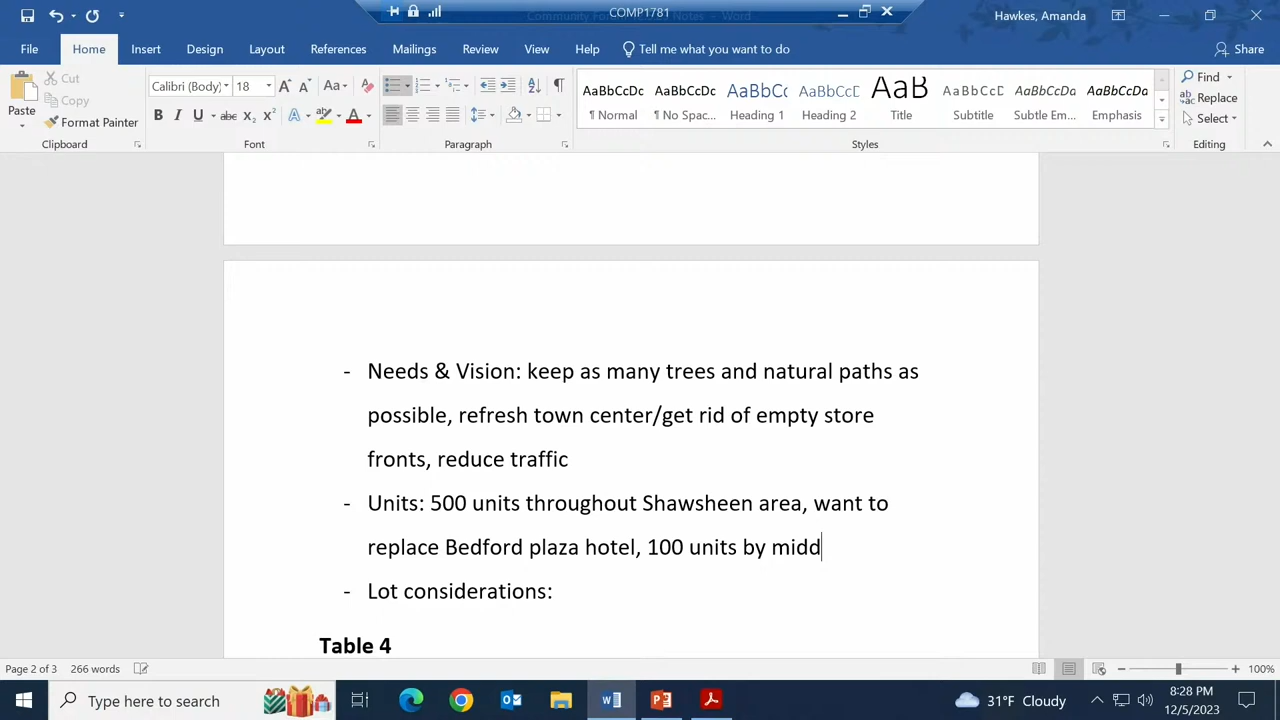 COMP1781
Hawkes, Amanda
File Home Insert Design Layout References Mailings Review View Help Tell me what you want to do Share
Paste
Cut
Copy
Format Painter
Clipboard
Calibri (Body) 18
Font
Paragraph
AaBbCcDc AaBbCcDc AaBbCc AaBbCcD AaB AaBbCcD AaBbCcDa AaBbCcDa
¶ Normal ¶ No Spac... Heading 1 Heading 2 Title Subtitle Subtle Em... Emphasis
Styles
Find
Replace
Select
Editing
- Needs & Vision: keep as many trees and natural paths as
possible, refresh town center/get rid of empty store
fronts, reduce traffic
- Units: 500 units throughout Shawsheen area, want to
replace Bedford plaza hotel, 100 units by midd
- Lot considerations:
Table 4
Page 2 of 3 266 words 100%
Type here to search
31°F Cloudy
8:28 PM
12/5/2023